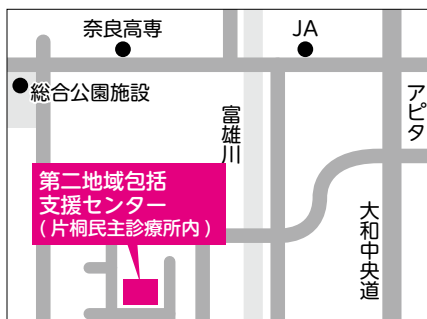 奈良高専
JA
総合公園施設
富雄川
アピタ
第二地域包括
支援センター
(片桐民主診療所内)
大和中央道